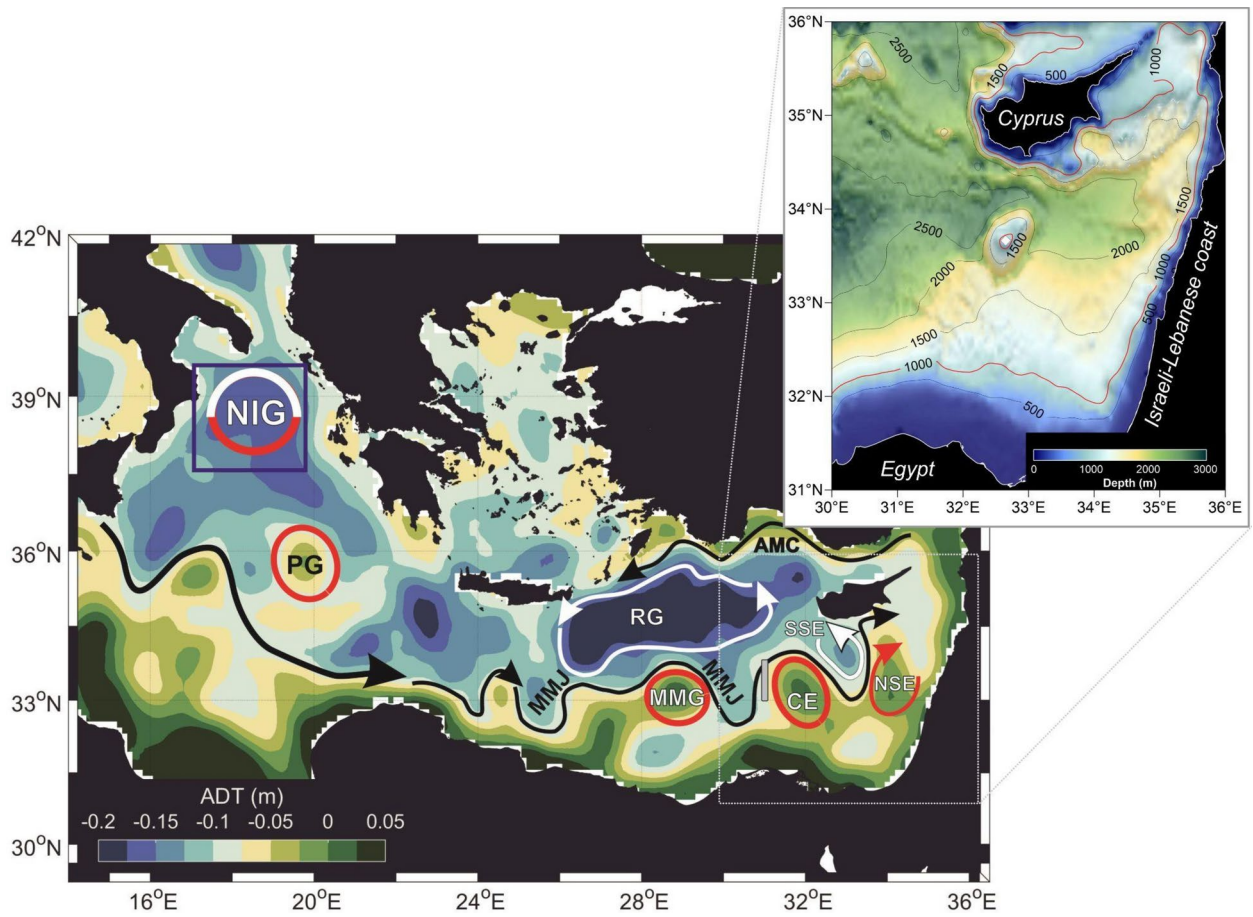 36°N
35°N
34°N
33°N
32°N
31°N
30°E
31°E
32°E
33°E
34°E
35°E
36°E
2500
1500
500
1000
Cyprus
2500
1500
2000
2000
1500
1000
500
1500
1000
500
Israeli-Lebanese coast
Egypt
0
1000
2000
3000
Depth (m)
42°N
39°N
36°N
33°N
30°N
NIG
PG
AMC
RG
SSE
MMJ
MMG
MMJ
CE
NSE
ADT (m)
-0.2 -0.15 -0.1 -0.05 0 0.05
16°E
20°E
24°E
28°E
32°E
36°E